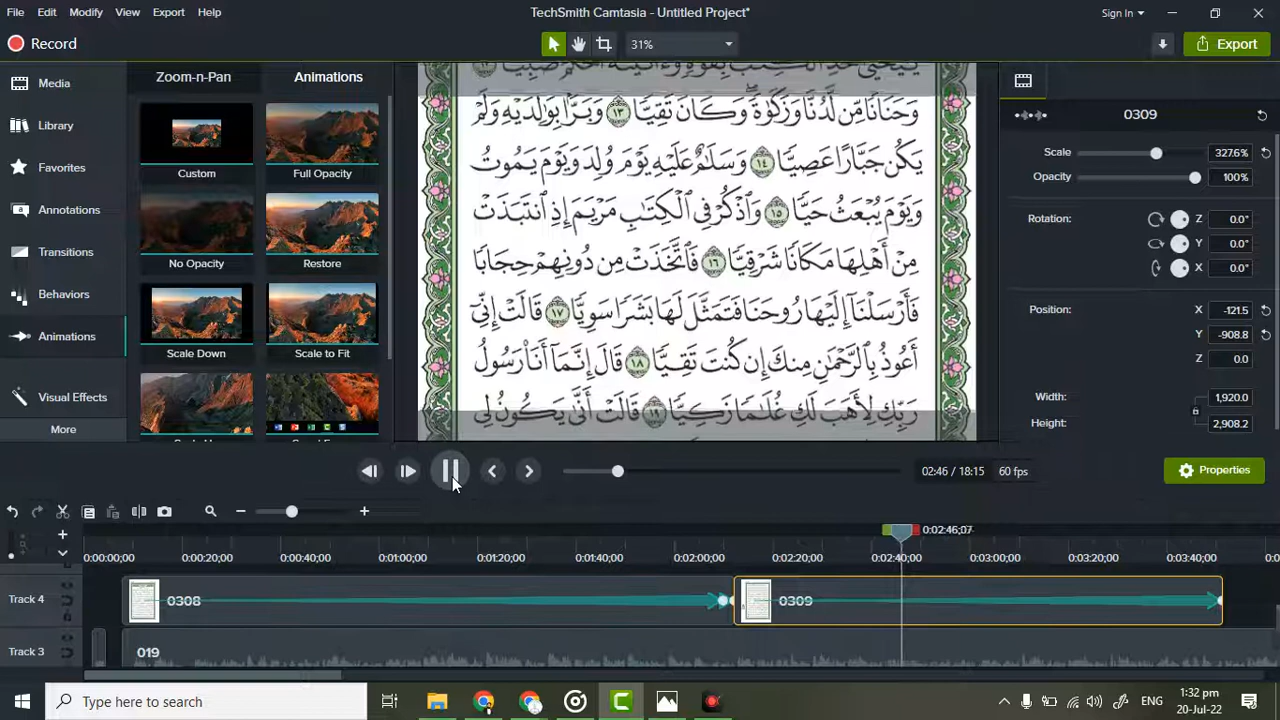 File Edit View Export Help
TechSmith Camtasia - Untitled Project*
Sign In
Record
31%
Export
Media
Library
Favorites
Annotations
Transitions
Behaviors
Animations
Visual Effects
More
Zoom-n-Pan
Animations
Custom
Full Opacity
No Opacity
Restore
Scale Down
Scale to Fit
وَحَنَانًا مِّن لَّدُنَّا وَزَكَوٰةً ۖ وَكَانَ تَقِيًّا ١٣ وَبَرًّۢا بِوَٰلِدَيْهِ وَلَمْ
يَكُن جَبَّارًا عَصِيًّا ١٤ وَسَلَٰمٌ عَلَيْهِ يَوْمَ وُلِدَ وَيَوْمَ يَمُوتُ
وَيَوْمَ يُبْعَثُ حَيًّا ١٥ وَٱذْكُرْ فِى ٱلْكِتَٰبِ مَرْيَمَ إِذِ ٱنتَبَذَتْ
مِنْ أَهْلِهَا مَكَانًا شَرْقِيًّا ١٦ فَٱتَّخَذَتْ مِن دُونِهِمْ حِجَابًا
فَأَرْسَلْنَآ إِلَيْهَا رُوحَنَا فَتَمَثَّلَ لَهَا بَشَرًا سَوِيًّا ١٧ قَالَتْ إِنِّىٓ
أَعُوذُ بِٱلرَّحْمَٰنِ مِنكَ إِن كُنتَ تَقِيًّا ١٨ قَالَ إِنَّمَآ أَنَا۠ رَسُولُ
رَبِّكِ لِأَهَبَ لَكِ غُلَٰمًا زَكِيًّا ١٩ قَالَتْ أَنَّىٰ يَكُونُ لِى
0309
Scale 327.6%
Opacity 100%
Rotation: Z 0.0°
Y 0.0°
X 0.0°
Position: X -121.5
Y -908.8
Z 0.0
Width: 1,920.0
Height: 2,908.2
02:46 / 18:15 60 fps
Properties
0:02:46;07
0:00:00;00 0:00:20;00 0:00:40;00 0:01:00;00 0:01:20;00 0:01:40;00 0:02:00;00 0:02:20;00 0:02:40;00 0:03:00;00 0:03:20;00 0:03:40;00
Track 4 0308 0309
Track 3 019
Type here to search
ENG
1:32 pm
20-Jul-22